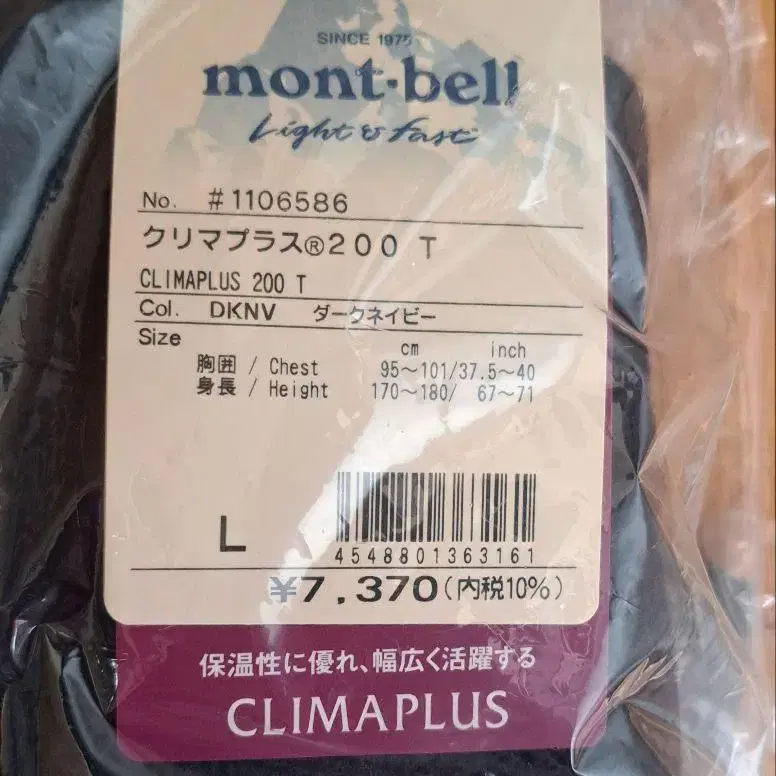 SINCE 1975
mont-bell
Light & Fast
No. #1106586
クリマプラス®200 T
CLIMAPLUS 200 T
Col. DKNV ダークネイビー
Size
cm inch
胸囲 / Chest 95～101/37.5～40
身長 / Height 170～180/ 67～71
L
4548801363161
¥7,370(内税10%)
保温性に優れ、幅広く活躍する
CLIMAPLUS